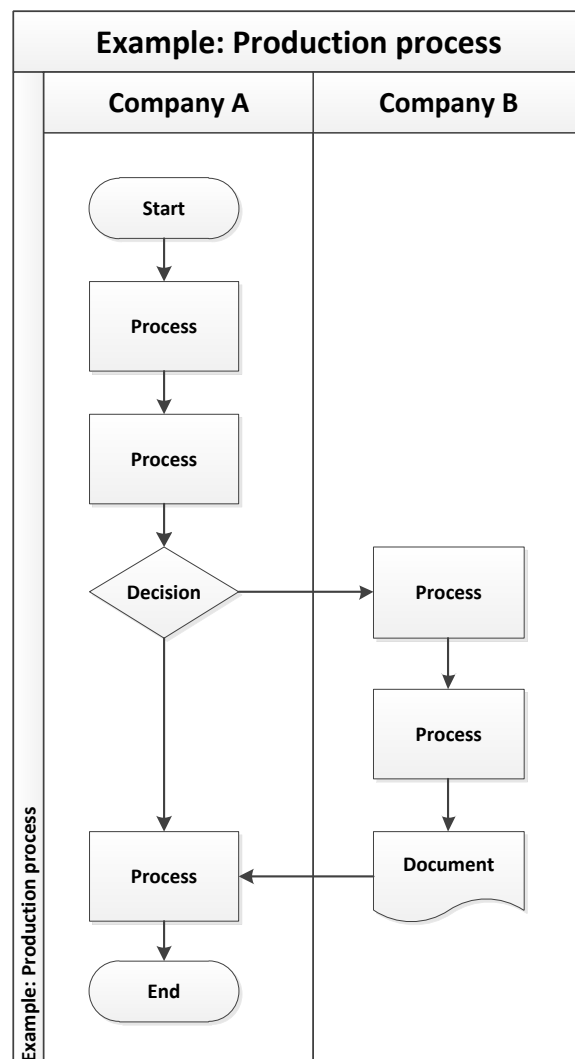 Example: Production process
Company A
Company B
Start
Process
Process
Decision
Process
Process
Process
Document
End
Example: Production process